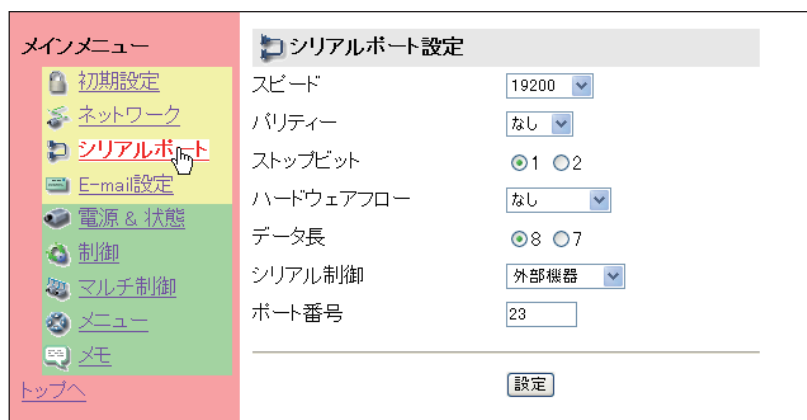 メインメニュー
初期設定
ネットワーク
シリアルポート
E-mail設定
電源 & 状態
制御
マルチ制御
メニュー
メモ
トップへ
シリアルポート設定
スピード 19200
パリティー なし
ストップビット 1 2
ハードウェアフロー なし
データ長 8 7
シリアル制御 外部機器
ポート番号 23
設定